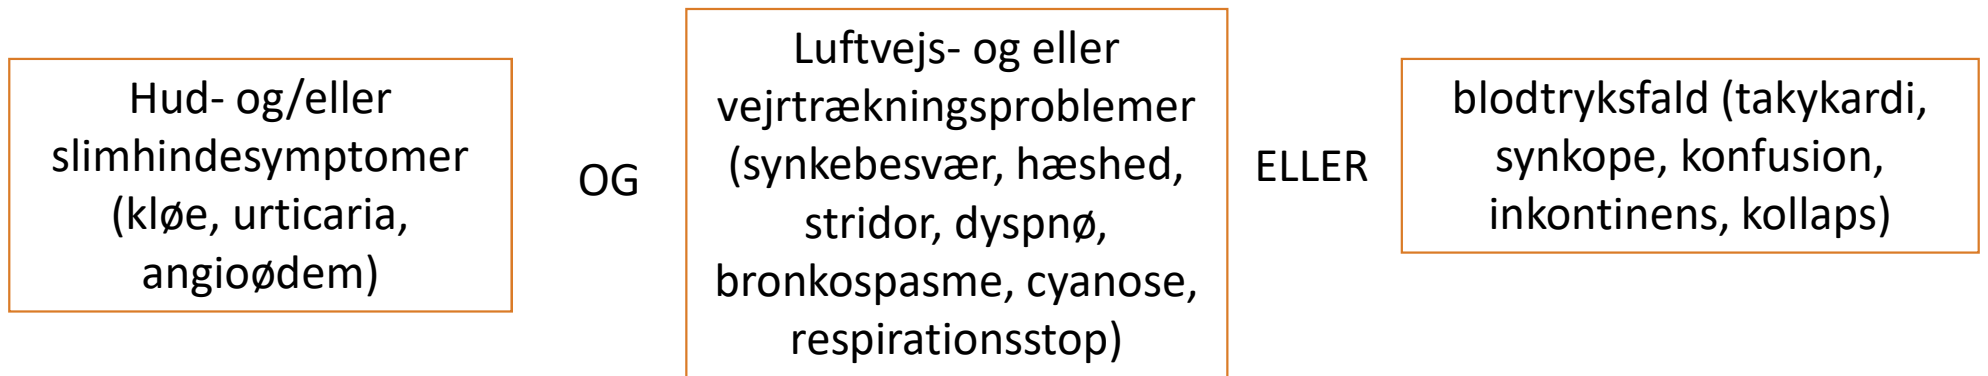 Hud- og/eller
slimhindesymptomer
(kløe, urticaria,
angioødem)
OG
Luftvejs- og eller
vejrtrækningsproblemer
(synkebesvær, hæshed,
stridor, dyspnø,
bronkospasme, cyanose,
respirationsstop)
ELLER
blodtryksfald (takykardi,
synkope, konfusion,
inkontinens, kollaps)